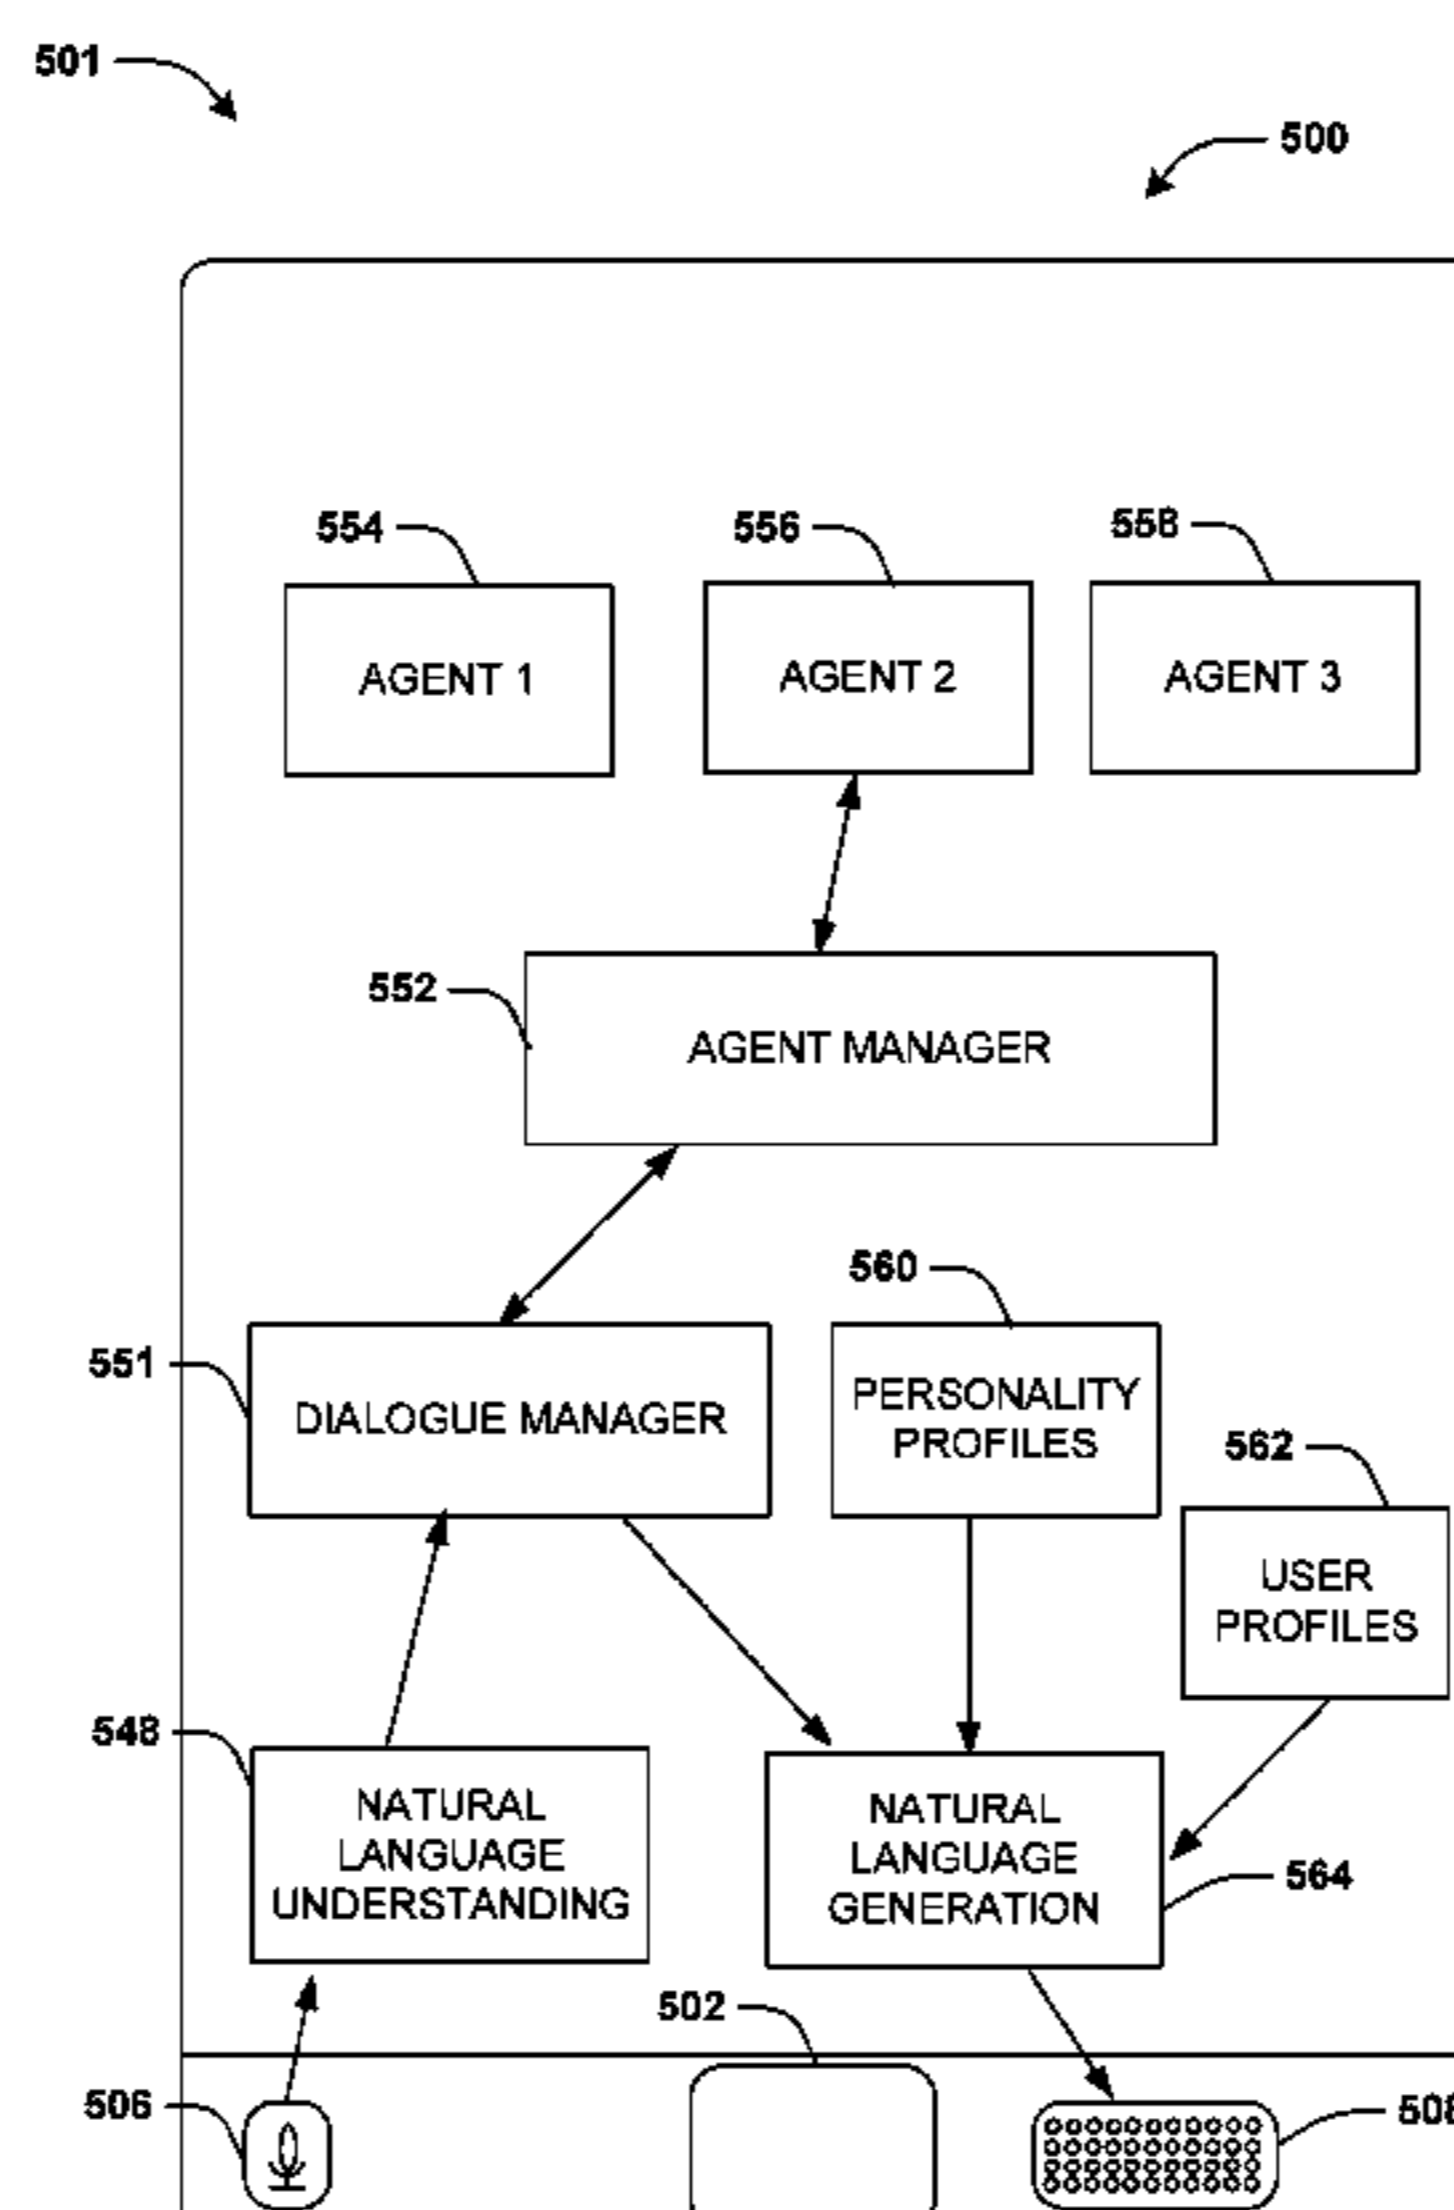 501
500
554
556
558
AGENT 1
AGENT 2
AGENT 3
552
AGENT MANAGER
560
551
DIALOGUE MANAGER
PERSONALITY
PROFILES
562
USER
PROFILES
548
NATURAL
LANGUAGE
UNDERSTANDING
NATURAL
LANGUAGE
GENERATION
564
502
506
508